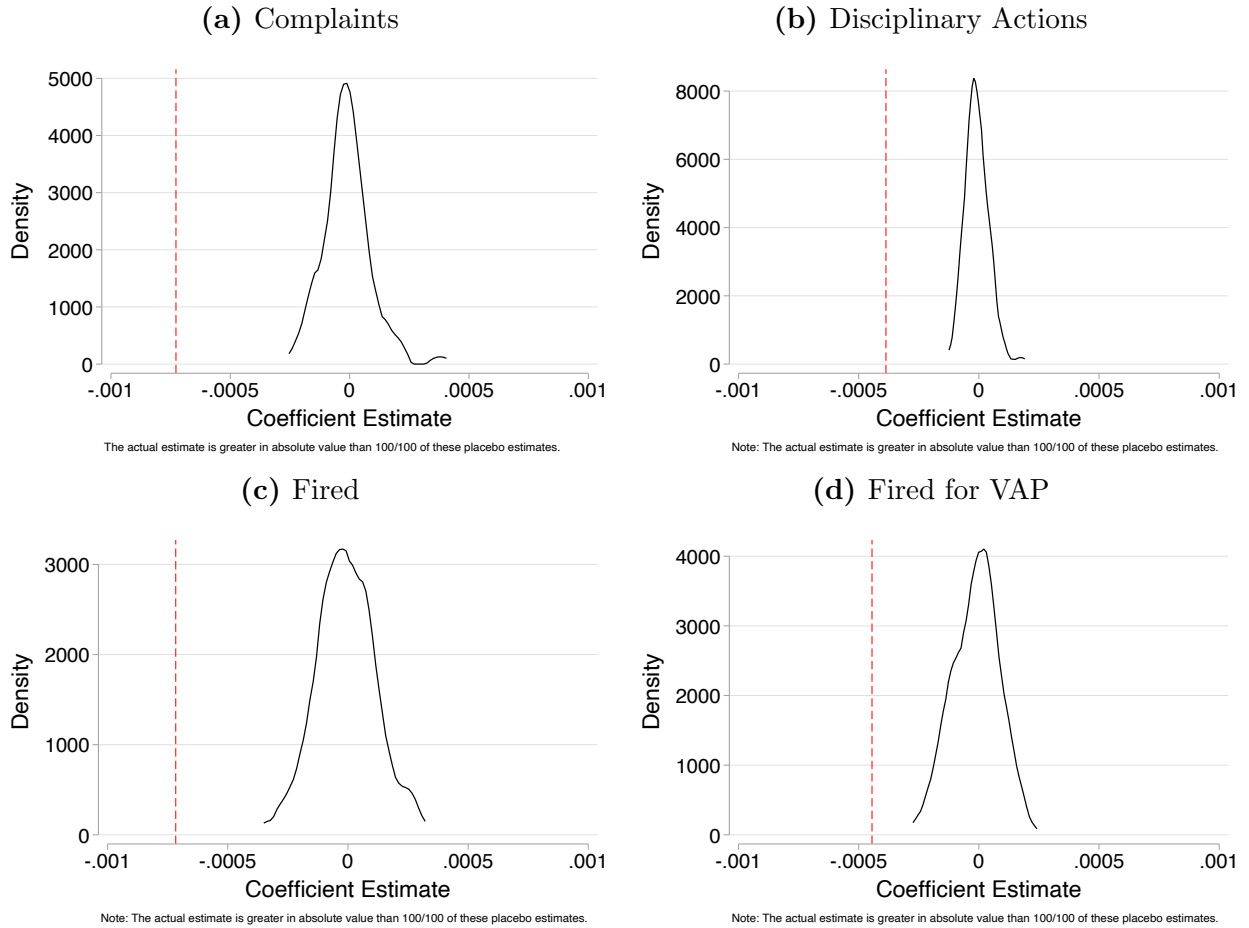 (a) Complaints
5000
4000
3000
2000
1000
0
Density
-.001 -.0005 0 .0005 .001
Coefficient Estimate
The actual estimate is greater in absolute value than 100/100 of these placebo estimates.
(b) Disciplinary Actions
8000
6000
4000
2000
0
Density
-.001 -.0005 0 .0005 .001
Coefficient Estimate
Note: The actual estimate is greater in absolute value than 100/100 of these placebo estimates.
(c) Fired
3000
2000
1000
0
Density
-.001 -.0005 0 .0005 .001
Coefficient Estimate
Note: The actual estimate is greater in absolute value than 100/100 of these placebo estimates.
(d) Fired for VAP
4000
3000
2000
1000
0
Density
-.001 -.0005 0 .0005 .001
Coefficient Estimate
Note: The actual estimate is greater in absolute value than 100/100 of these placebo estimates.